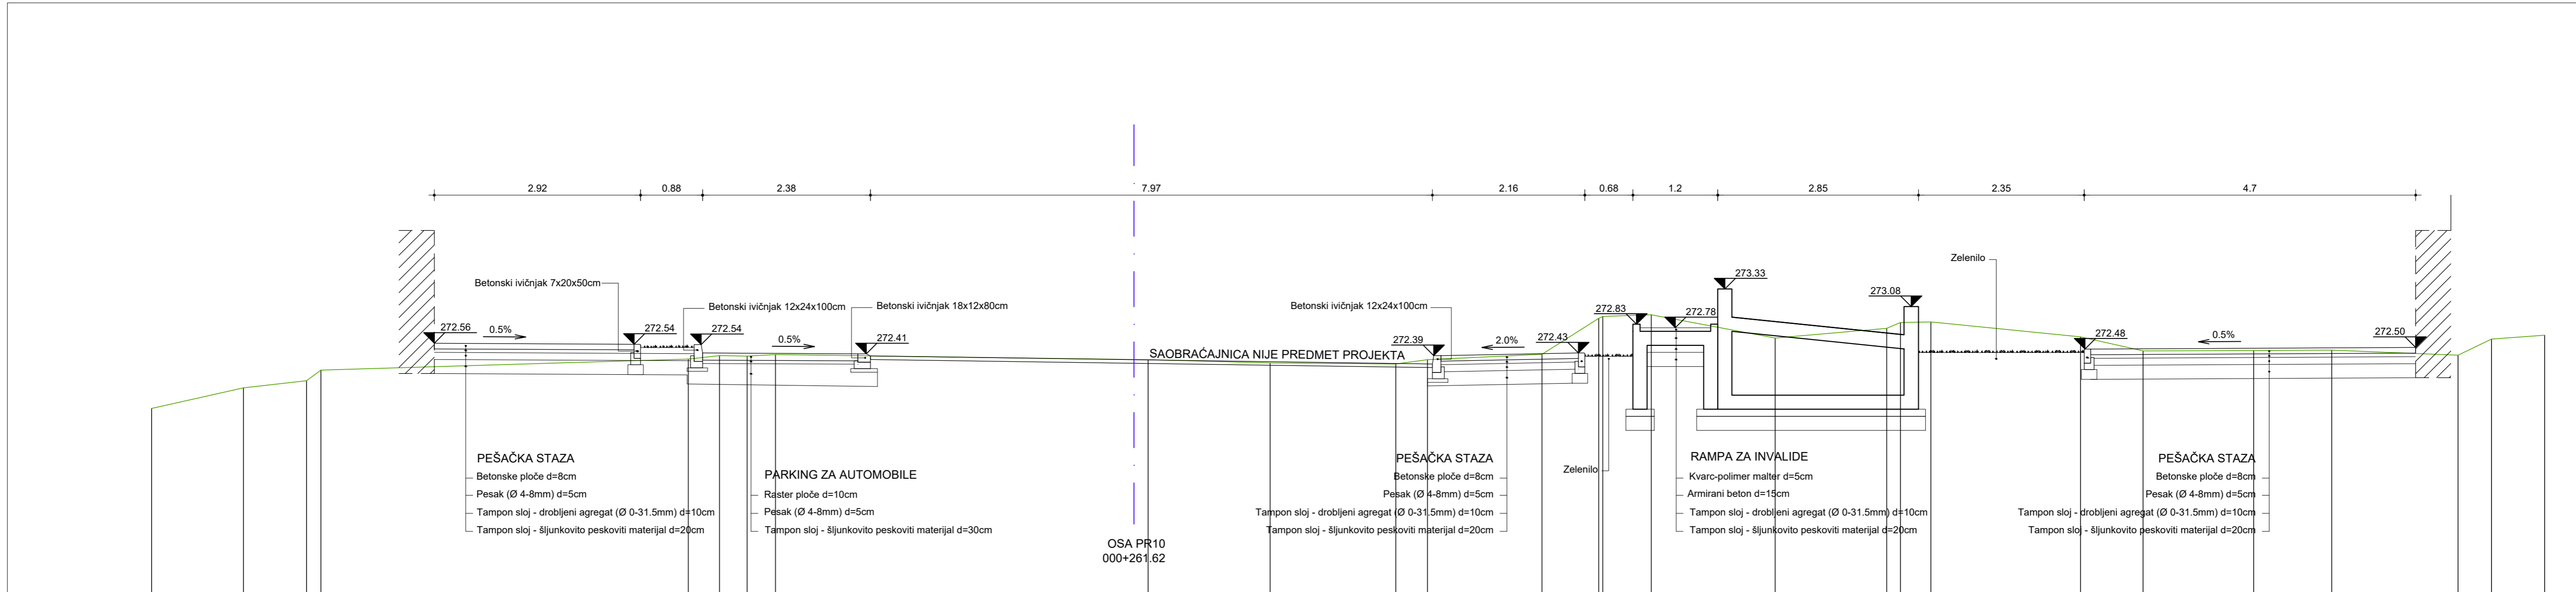 2.92
0.88
2.38
7.97
2.16
0.68
1.2
2.85
2.35
4.7
Zelenilo
273.33
Betonski ivičnjak 7x20x50cm
273.08
Betonski ivičnjak 12x24x100cm
Betonski ivičnjak 18x12x80cm
Betonski ivičnjak 12x24x100cm
272.83
272.78
272.56
0.5%
272.54
272.54
0.5%
272.41
272.39
2.0%
272.43
272.48
0.5%
272.50
SAOBRAĆAJNICA NIJE PREDMET PROJEKTA
PEŠAČKA STAZA
Betonske ploče d=8cm
Pesak (Ø 4-8mm) d=5cm
Tampon sloj - drobljeni agregat (Ø 0-31.5mm) d=10cm
Tampon sloj - šljunkovito peskoviti materijal d=20cm
PARKING ZA AUTOMOBILE
Raster ploče d=10cm
Pesak (Ø 4-8mm) d=5cm
Tampon sloj - šljunkovito peskoviti materijal d=30cm
OSA PR10
000+261.62
PEŠAČKA STAZA
Betonske ploče d=8cm
Pesak (Ø 4-8mm) d=5cm
Tampon sloj - drobljeni agregat (Ø 0-31.5mm) d=10cm
Tampon sloj - šljunkovito peskoviti materijal d=20cm
Zelenilo
RAMPA ZA INVALIDE
Kvarc-polimer malter d=5cm
Armirani beton d=15cm
Tampon sloj - drobljeni agregat (Ø 0-31.5mm) d=10cm
Tampon sloj - šljunkovito peskoviti materijal d=20cm
PEŠAČKA STAZA
Betonske ploče d=8cm
Pesak (Ø 4-8mm) d=5cm
Tampon sloj - drobljeni agregat (Ø 0-31.5mm) d=10cm
Tampon sloj - šljunkovito peskoviti materijal d=20cm